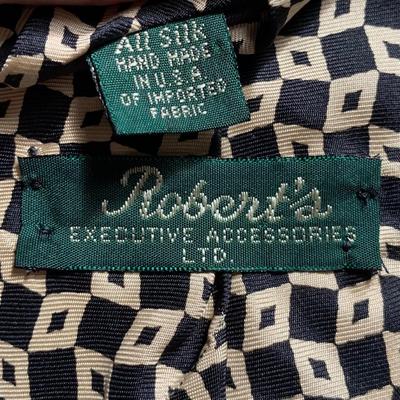 All SILK
HAND MADE
IN U.S.A
OF IMPORTED
FABRIC
Robert's
EXECUTIVE ACCESSORIES
LTD.